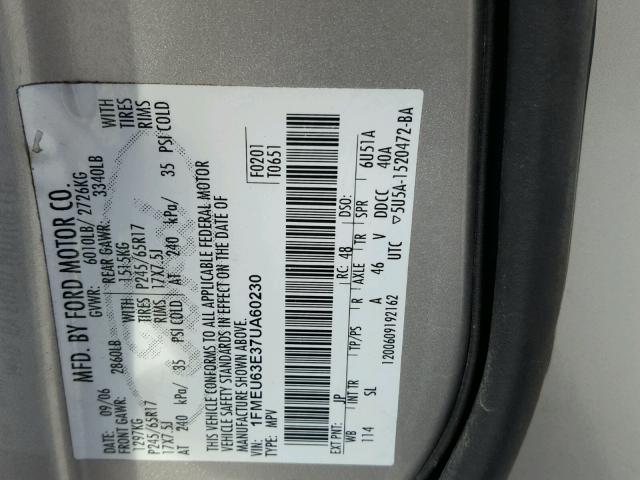 MFD. BY FORD MOTOR CO.
DATE: 09/06 GVWR: 6010LB/ 2726KG
FRONT GAWR: 2860LB REAR GAWR: 3340LB
1297KG WITH 1515KG WITH
P245/65R17 TIRES P245/65R17 TIRES
17X7.5J RIMS 17X7.5J RIMS
AT 240 kPa/ 35 PSI COLD AT 240 kPa/ 35 PSI COLD
THIS VEHICLE CONFORMS TO ALL APPLICABLE FEDERAL MOTOR
VEHICLE SAFETY STANDARDS IN EFFECT ON THE DATE OF
MANUFACTURE SHOWN ABOVE.
VIN: 1FMEU63E37UA60230
TYPE: MPV
F0201
T0651
EXT PNT: JP RC: 48 6U51A
WB INT TR TP/PS R AXLE TR SPR
114 SL A 46 V DDCC 40A
1200609192162 UTC ▽5U5A-1520472-BA